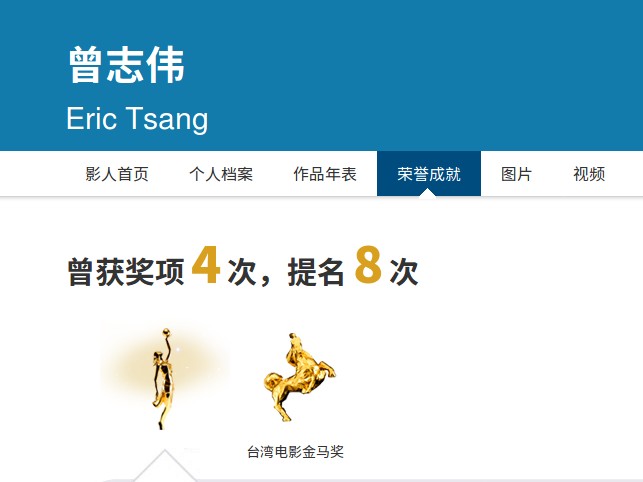 曾志伟
Eric Tsang
影人首页 个人档案 作品年表 荣誉成就 图片 视频
曾获奖项 4 次，提名 8 次
台湾电影金马奖